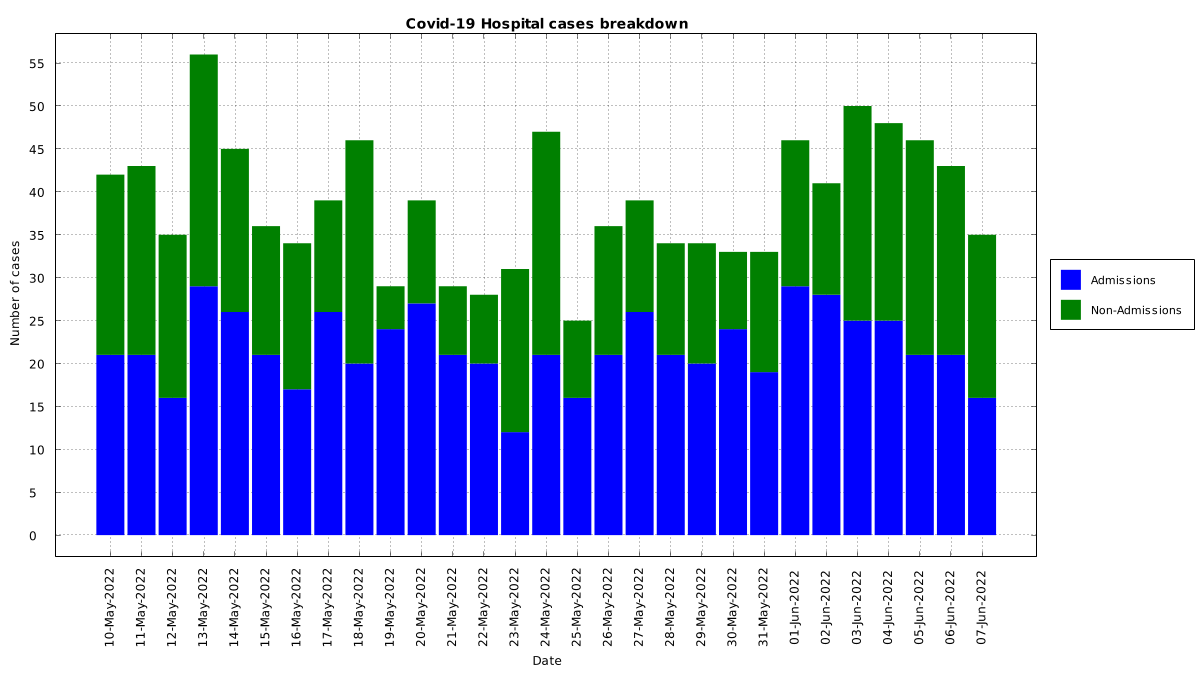 Covid-19 Hospital cases breakdown
Number of cases
55
50
45
40
35
30
25
20
15
10
5
0
10-May-2022
11-May-2022
12-May-2022
13-May-2022
14-May-2022
15-May-2022
16-May-2022
17-May-2022
18-May-2022
19-May-2022
20-May-2022
21-May-2022
22-May-2022
23-May-2022
24-May-2022
25-May-2022
26-May-2022
27-May-2022
28-May-2022
29-May-2022
30-May-2022
31-May-2022
01-Jun-2022
02-Jun-2022
03-Jun-2022
04-Jun-2022
05-Jun-2022
06-Jun-2022
07-Jun-2022
Date
Admissions
Non-Admissions